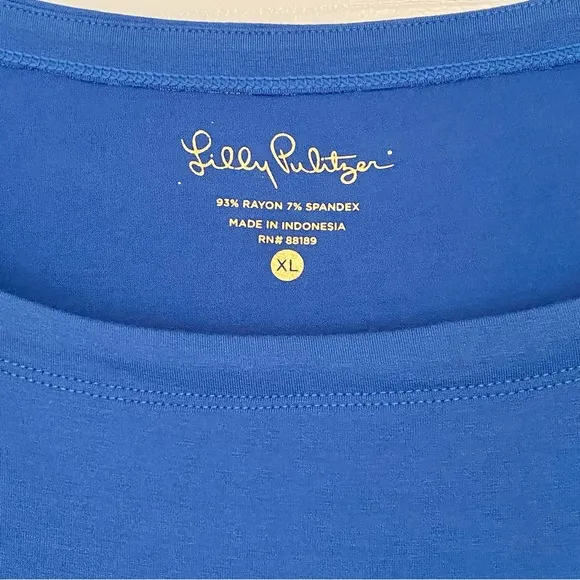 Lilly Pulitzer
93% RAYON 7% SPANDEX
MADE IN INDONESIA
RN# 88189
XL